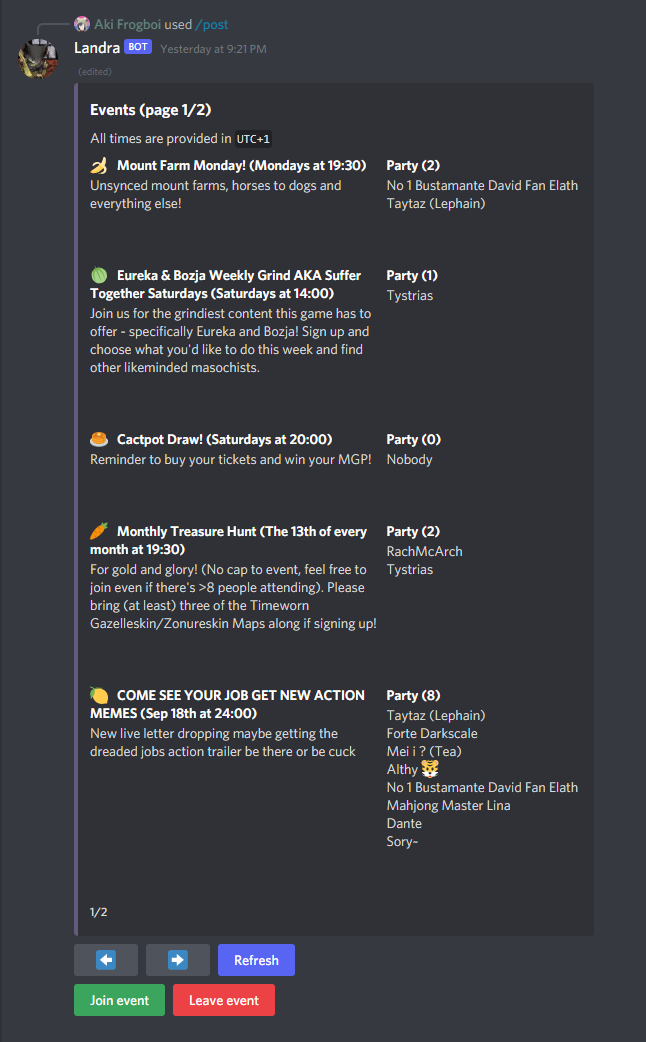 Aki Frogboi used /post
Landra BOT Yesterday at 9:21 PM
(edited)
Events (page 1/2)
All times are provided in UTC+1
Mount Farm Monday! (Mondays at 19:30)
Unsynced mount farms, horses to dogs and
everything else!
Party (2)
No 1 Bustamante David Fan Elath
Taytaz (Lephain)
Eureka & Bozja Weekly Grind AKA Suffer
Together Saturdays (Saturdays at 14:00)
Join us for the grindiest content this game has to
offer - specifically Eureka and Bozja! Sign up and
choose what you'd like to do this week and find
other likeminded masochists.
Party (1)
Tystrias
Cactpot Draw! (Saturdays at 20:00)
Reminder to buy your tickets and win your MGP!
Party (0)
Nobody
Monthly Treasure Hunt (The 13th of every
month at 19:30)
For gold and glory! (No cap to event, feel free to
join even if there's >8 people attending). Please
bring (at least) three of the Timeworn
Gazelleskin/Zonureskin Maps along if signing up!
Party (2)
RachMcArch
Tystrias
COME SEE YOUR JOB GET NEW ACTION
MEMES (Sep 18th at 24:00)
New live letter dropping maybe getting the
dreaded jobs action trailer be there or be cuck
Party (8)
Taytaz (Lephain)
Forte Darkscale
Mei i ? (Tea)
Althy 🐯
No 1 Bustamante David Fan Elath
Mahjong Master Lina
Dante
Sory~
1/2
Refresh
Join event
Leave event